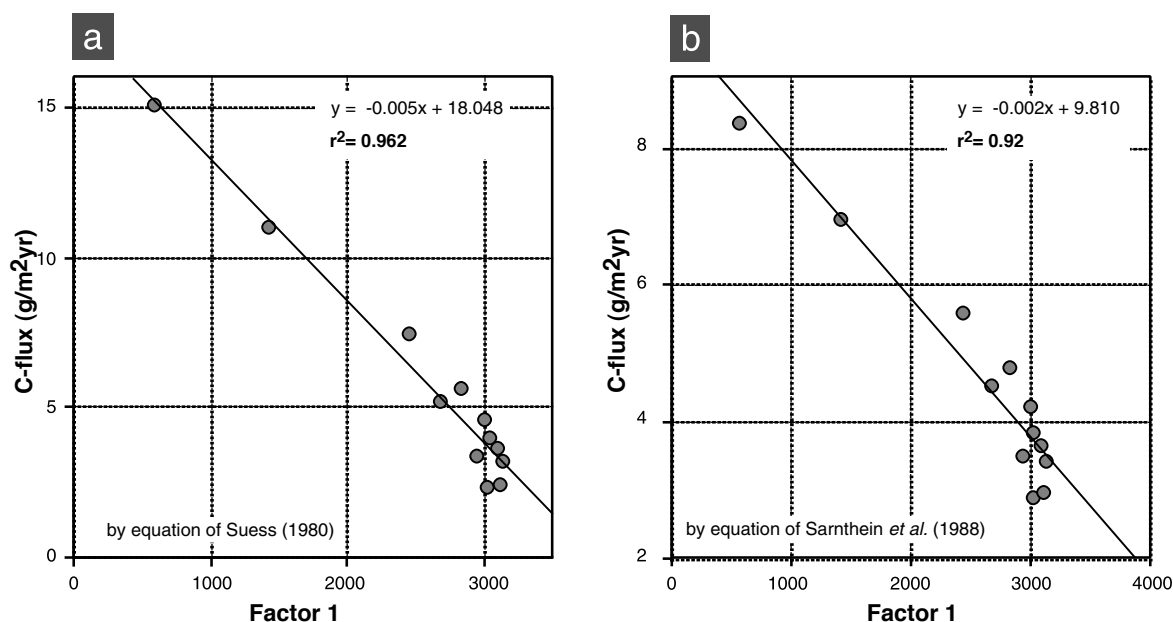 a
15
10
5
0
0
1000
2000
3000
C-flux (g/m2yr)
Factor 1
y = -0.005x + 18.048
r2= 0.962
by equation of Suess (1980)
b
8
6
4
2
0
1000
2000
3000
4000
C-flux (g/m2yr)
Factor 1
y = -0.002x + 9.810
r2= 0.92
by equation of Sarnthein et al. (1988)